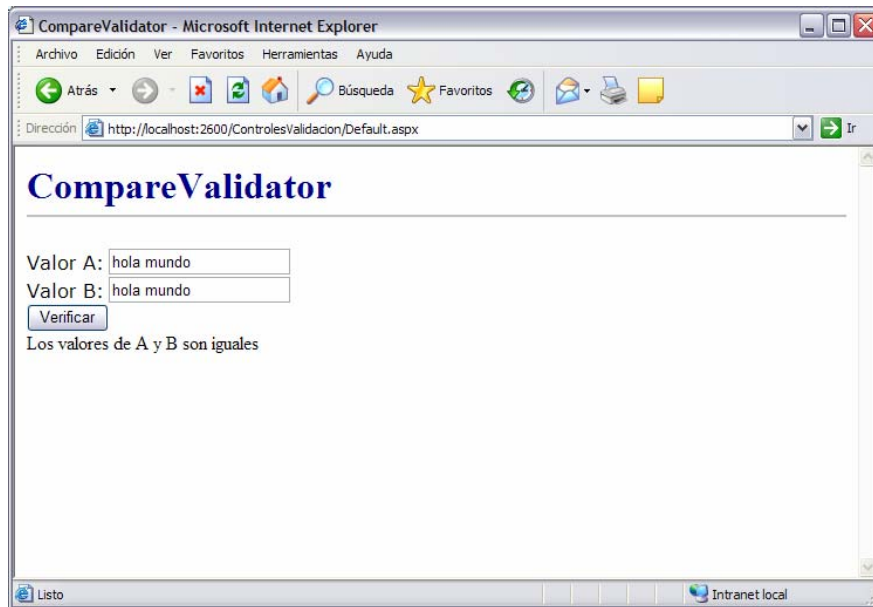 CompareValidator - Microsoft Internet Explorer
Archivo Edición Ver Favoritos Herramientas Ayuda
Atrás Búsqueda Favoritos
Dirección http://localhost:2600/ControlesValidacion/Default.aspx Ir
CompareValidator
Valor A: hola mundo
Valor B: hola mundo
Verificar
Los valores de A y B son iguales
Listo Intranet local